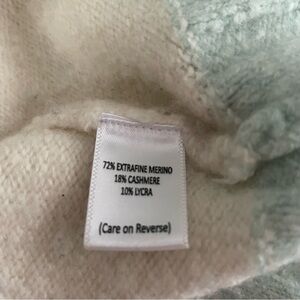 72% EXTRAFINE MERINO
18% CASHMERE
10% LYCRA
(Care on Reverse)